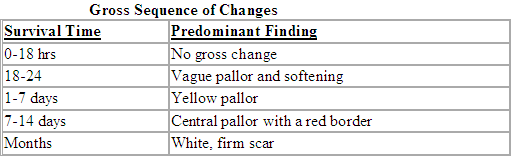 Gross Sequence of Changes
Survival Time Predominant Finding
0-18 hrs No gross change
18-24 Vague pallor and softening
1-7 days Yellow pallor
7-14 days Central pallor with a red border
Months White, firm scar